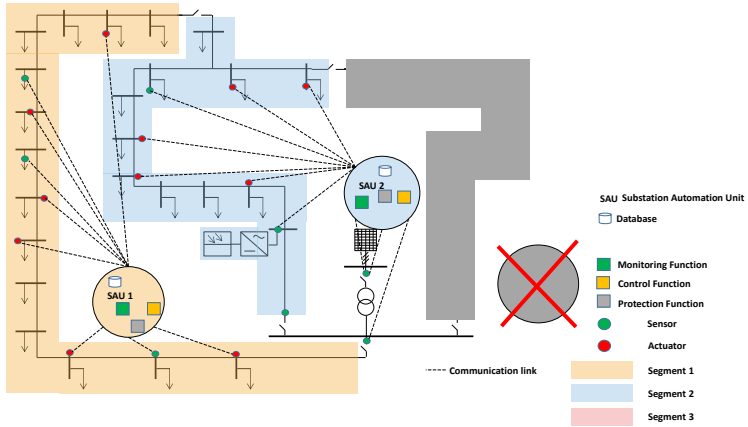 SAU 2
SAU Substation Automation Unit
Database
SAU 1
Monitoring Function
Control Function
Protection Function
Sensor
Actuator
Communication link
Segment 1
Segment 2
Segment 3